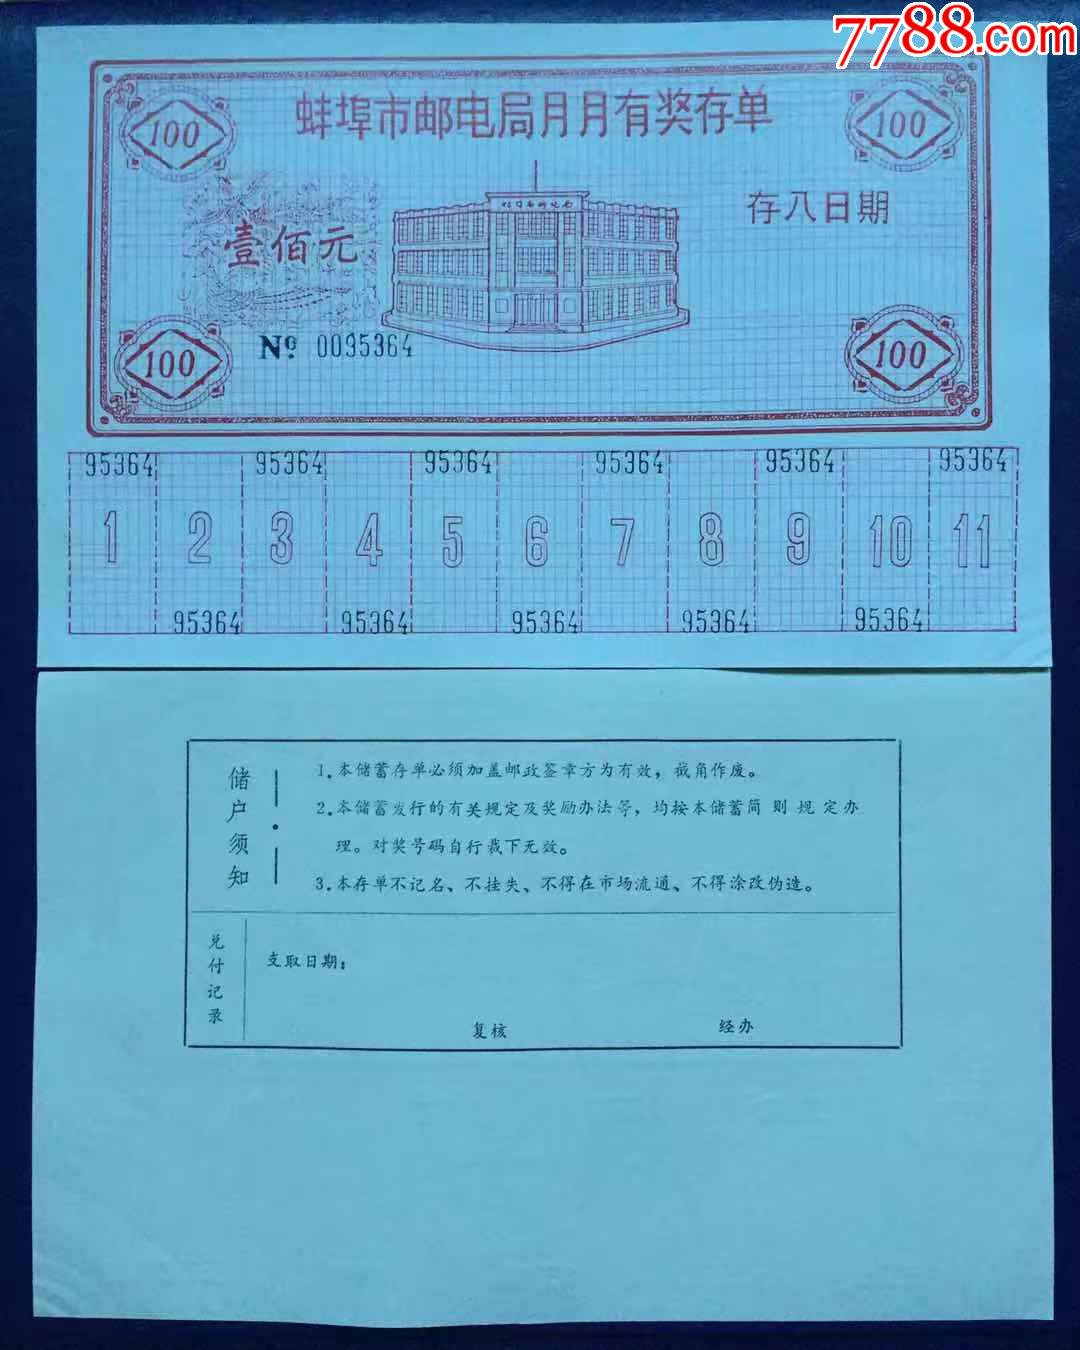 7788.com
蚌埠市邮电局月月有奖存单
100
100
存入日期
壹佰元
Nº 0095364
100
100
95364 95364 95364 95364 95364 95364
1 2 3 4 5 6 7 8 9 10 11
95364 95364 95364 95364 95364
储户须知
1.本储蓄存单必须加盖邮政签章方为有效，截角作废。
2.本储蓄发行的有关规定及奖励办法等，均按本储蓄简则规定办
理。对奖号码自行裁下无效。
3.本存单不记名、不挂失、不得在市场流通、不得涂改伪造。
兑付记录
支取日期：
复核
经办